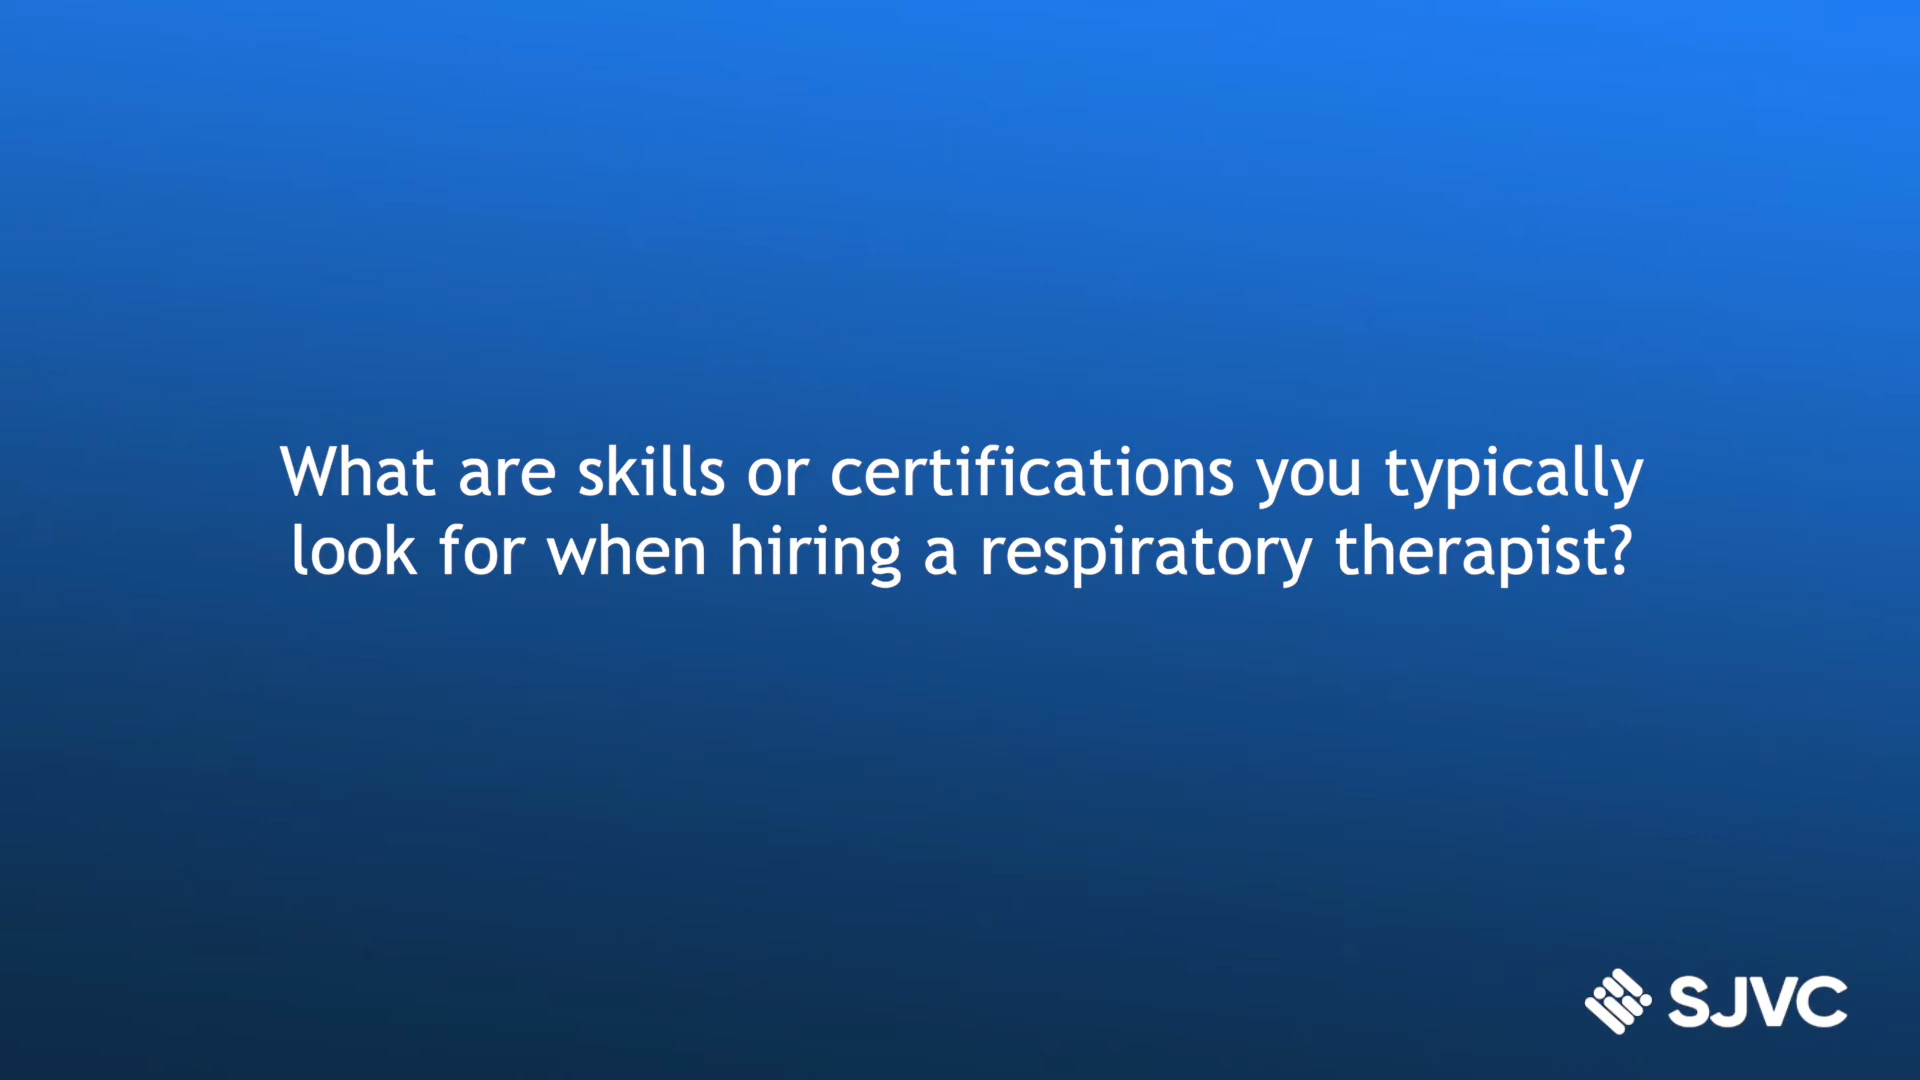 What are skills or certifications you typically
look for when hiring a respiratory therapist?
SJVC